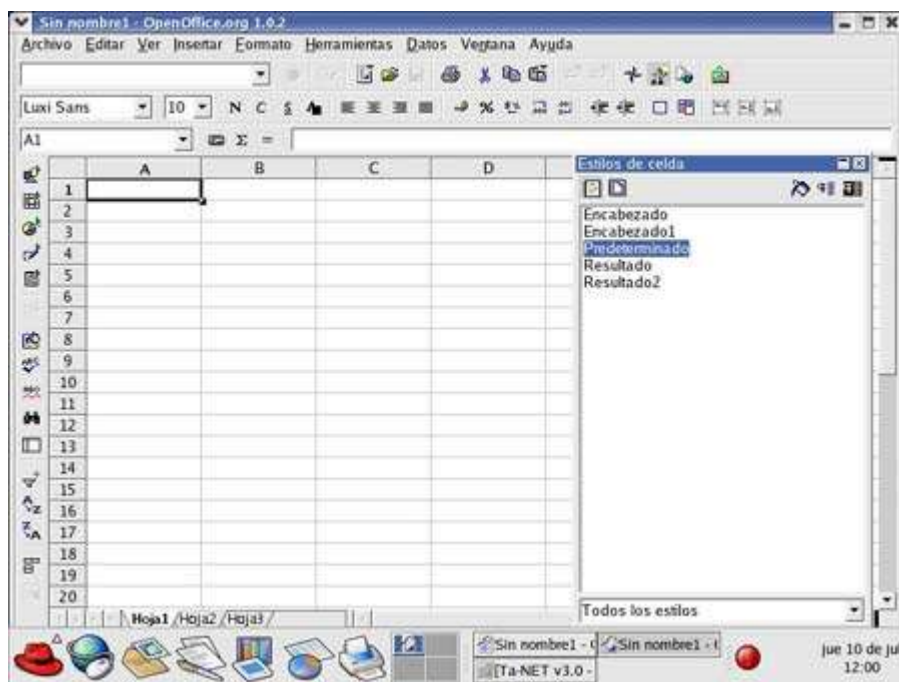 Sin nombre1 - OpenOffice.org 1.0.2
Archivo Editar Ver Insertar Formato Herramientas Datos Ventana Ayuda
Luxi Sans 10 N C S A %
A1 Σ =
A B C D
Estilos de celda
1
2
3
4
5
6
7
8
9
10
11
12
13
14
15
16
17
18
19
20
Encabezado
Encabezado1
Predeterminado
Resultado
Resultado2
Todos los estilos
Hoja1 /Hoja2 /Hoja3 /
Sin nombre1 - Sin nombre1 -
[Ta-NET v3.0 -
jue 10 de jul
12:00